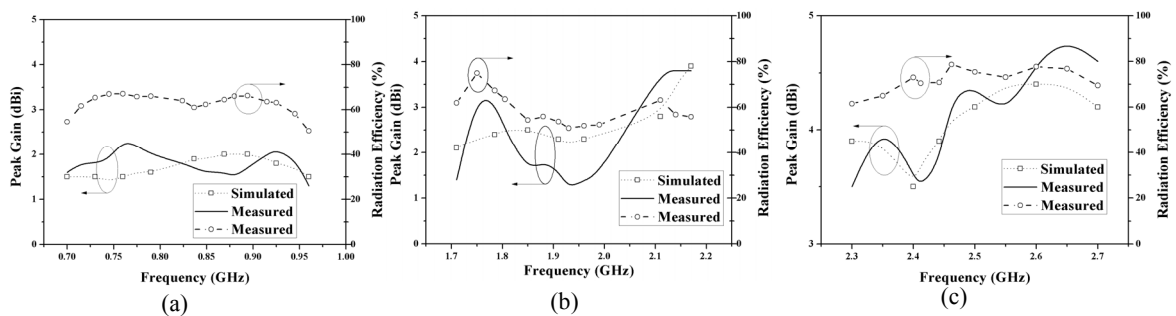 5
4
3
2
1
0
Peak Gain (dBi)
0.70 0.75 0.80 0.85 0.90 0.95 1.00
Frequency (GHz)
100
80
60
40
20
0
Radiation Efficiency (%)
Simulated
Measured
Measured
(a)
5
4
3
2
1
0
Peak Gain (dBi)
1.7 1.8 1.9 2.0 2.1 2.2
Frequency (GHz)
100
80
60
40
20
0
Radiation Efficiency (%)
Simulated
Measured
Measured
(b)
5
4
3
Peak Gain (dBi)
2.3 2.4 2.5 2.6 2.7
Frequency (GHz)
100
80
60
40
20
0
Radiation Efficiency (%)
Simulated
Measured
Measured
(c)